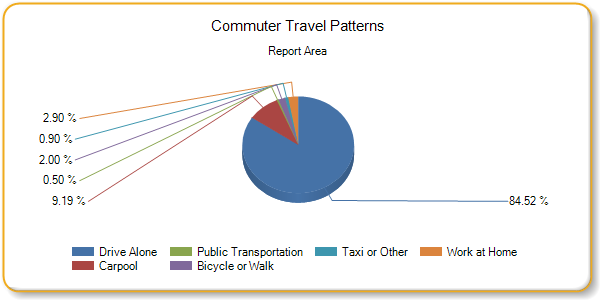 Commuter Travel Patterns
Report Area
2.90 %
0.90 %
2.00 %
0.50 %
9.19 %
84.52 %
Drive Alone Public Transportation Taxi or Other Work at Home
Carpool Bicycle or Walk